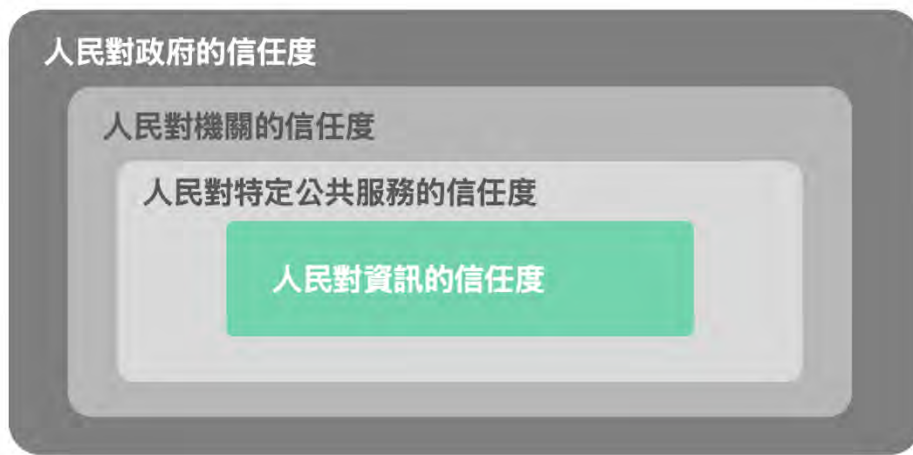 人民對政府的信任度
人民對機關的信任度
人民對特定公共服務的信任度
人民對資訊的信任度